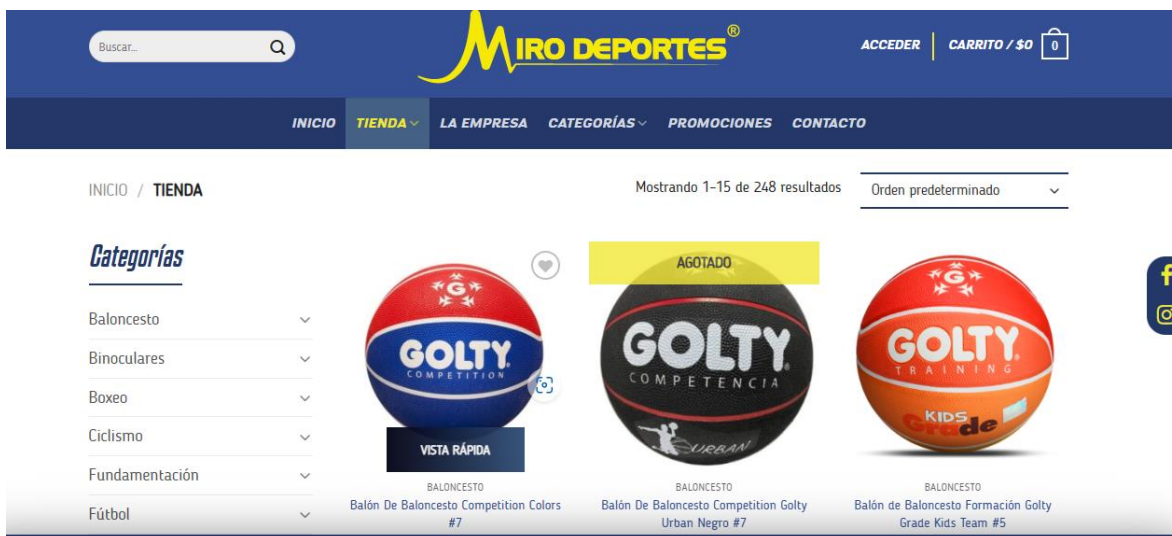 Buscar...
MIRO DEPORTES®
ACCEDER
CARRITO / $0
0
INICIO
TIENDA
LA EMPRESA
CATEGORÍAS
PROMOCIONES
CONTACTO
INICIO / TIENDA
Mostrando 1-15 de 248 resultados
Orden predeterminado
Categorías
Baloncesto
Binoculares
Boxeo
Ciclismo
Fundamentación
Fútbol
G
GOLTY.
COMPETITION
VISTA RÁPIDA
BALONCESTO
Balón De Baloncesto Competition Colors
#7
AGOTADO
GOLTY.
COMPETENCIA
URBAN
BALONCESTO
Balón De Baloncesto Competition Golty
Urban Negro #7
G
GOLTY.
TRAINING
KIDS
Grade
BALONCESTO
Balón de Baloncesto Formación Golty
Grade Kids Team #5